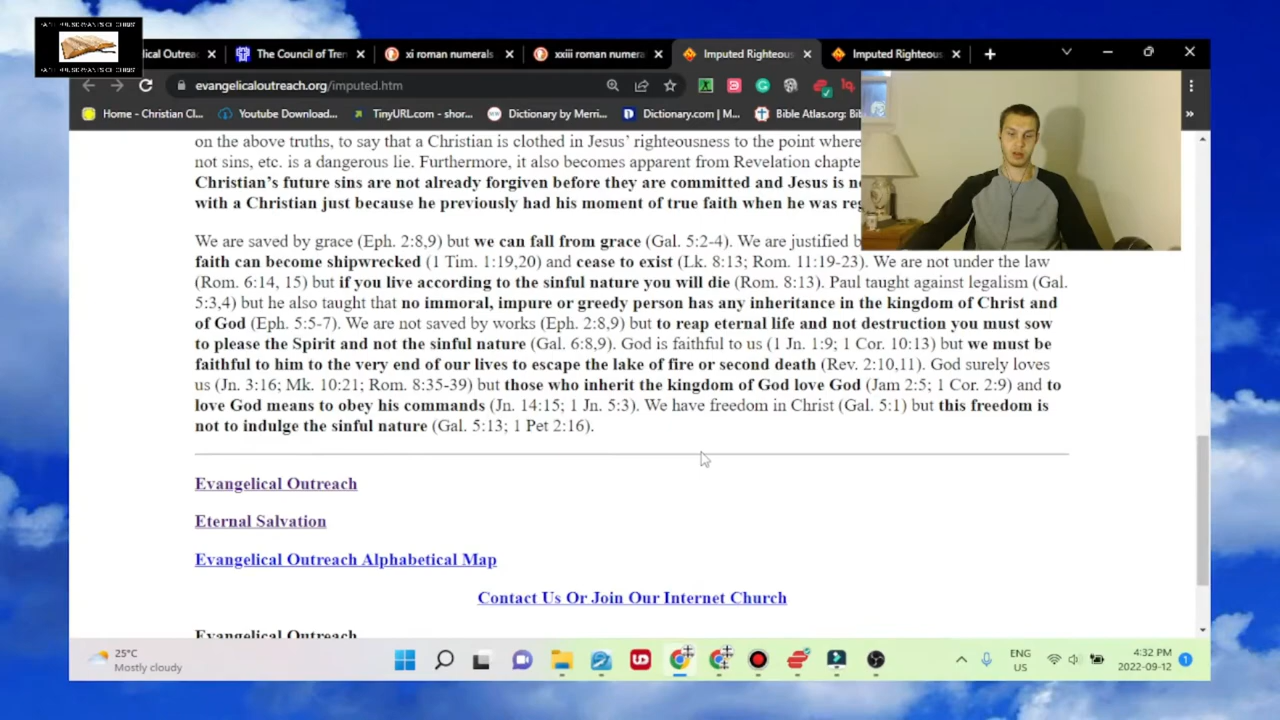 FAITHFUL SERVANTS OF CHRIST
FAITHFUL SERVANTS OF CHRIST
ical Outrea
The Council of Tren
xi roman numerals
xxiii roman numera
Imputed Righteous
Imputed Righteous
evangelicaloutreach.org/imputed.htm
Home - Christian Cl...
Youtube Download...
TinyURL.com - shor...
Dictionary by Merri...
Dictionary.com | M...
Bible Atlas.org: Bib
on the above truths, to say that a Christian is clothed in Jesus' righteousness to the point where
not sins, etc. is a dangerous lie. Furthermore, it also becomes apparent from Revelation chapte
Christian's future sins are not already forgiven before they are committed and Jesus is no
with a Christian just because he previously had his moment of true faith when he was reg
We are saved by grace (Eph. 2:8,9) but we can fall from grace (Gal. 5:2-4). We are justified b
faith can become shipwrecked (1 Tim. 1:19,20) and cease to exist (Lk. 8:13; Rom. 11:19-23). We are not under the law
(Rom. 6:14, 15) but if you live according to the sinful nature you will die (Rom. 8:13). Paul taught against legalism (Gal.
5:3,4) but he also taught that no immoral, impure or greedy person has any inheritance in the kingdom of Christ and
of God (Eph. 5:5-7). We are not saved by works (Eph. 2:8,9) but to reap eternal life and not destruction you must sow
to please the Spirit and not the sinful nature (Gal. 6:8,9). God is faithful to us (1 Jn. 1:9; 1 Cor. 10:13) but we must be
faithful to him to the very end of our lives to escape the lake of fire or second death (Rev. 2:10,11). God surely loves
us (Jn. 3:16; Mk. 10:21; Rom. 8:35-39) but those who inherit the kingdom of God love God (Jam 2:5; 1 Cor. 2:9) and to
love God means to obey his commands (Jn. 14:15; 1 Jn. 5:3). We have freedom in Christ (Gal. 5:1) but this freedom is
not to indulge the sinful nature (Gal. 5:13; 1 Pet 2:16).
Evangelical Outreach
Eternal Salvation
Evangelical Outreach Alphabetical Map
Contact Us Or Join Our Internet Church
Evangelical Outreach
25°C
Mostly cloudy
ENG
US
4:32 PM
2022-09-12
1